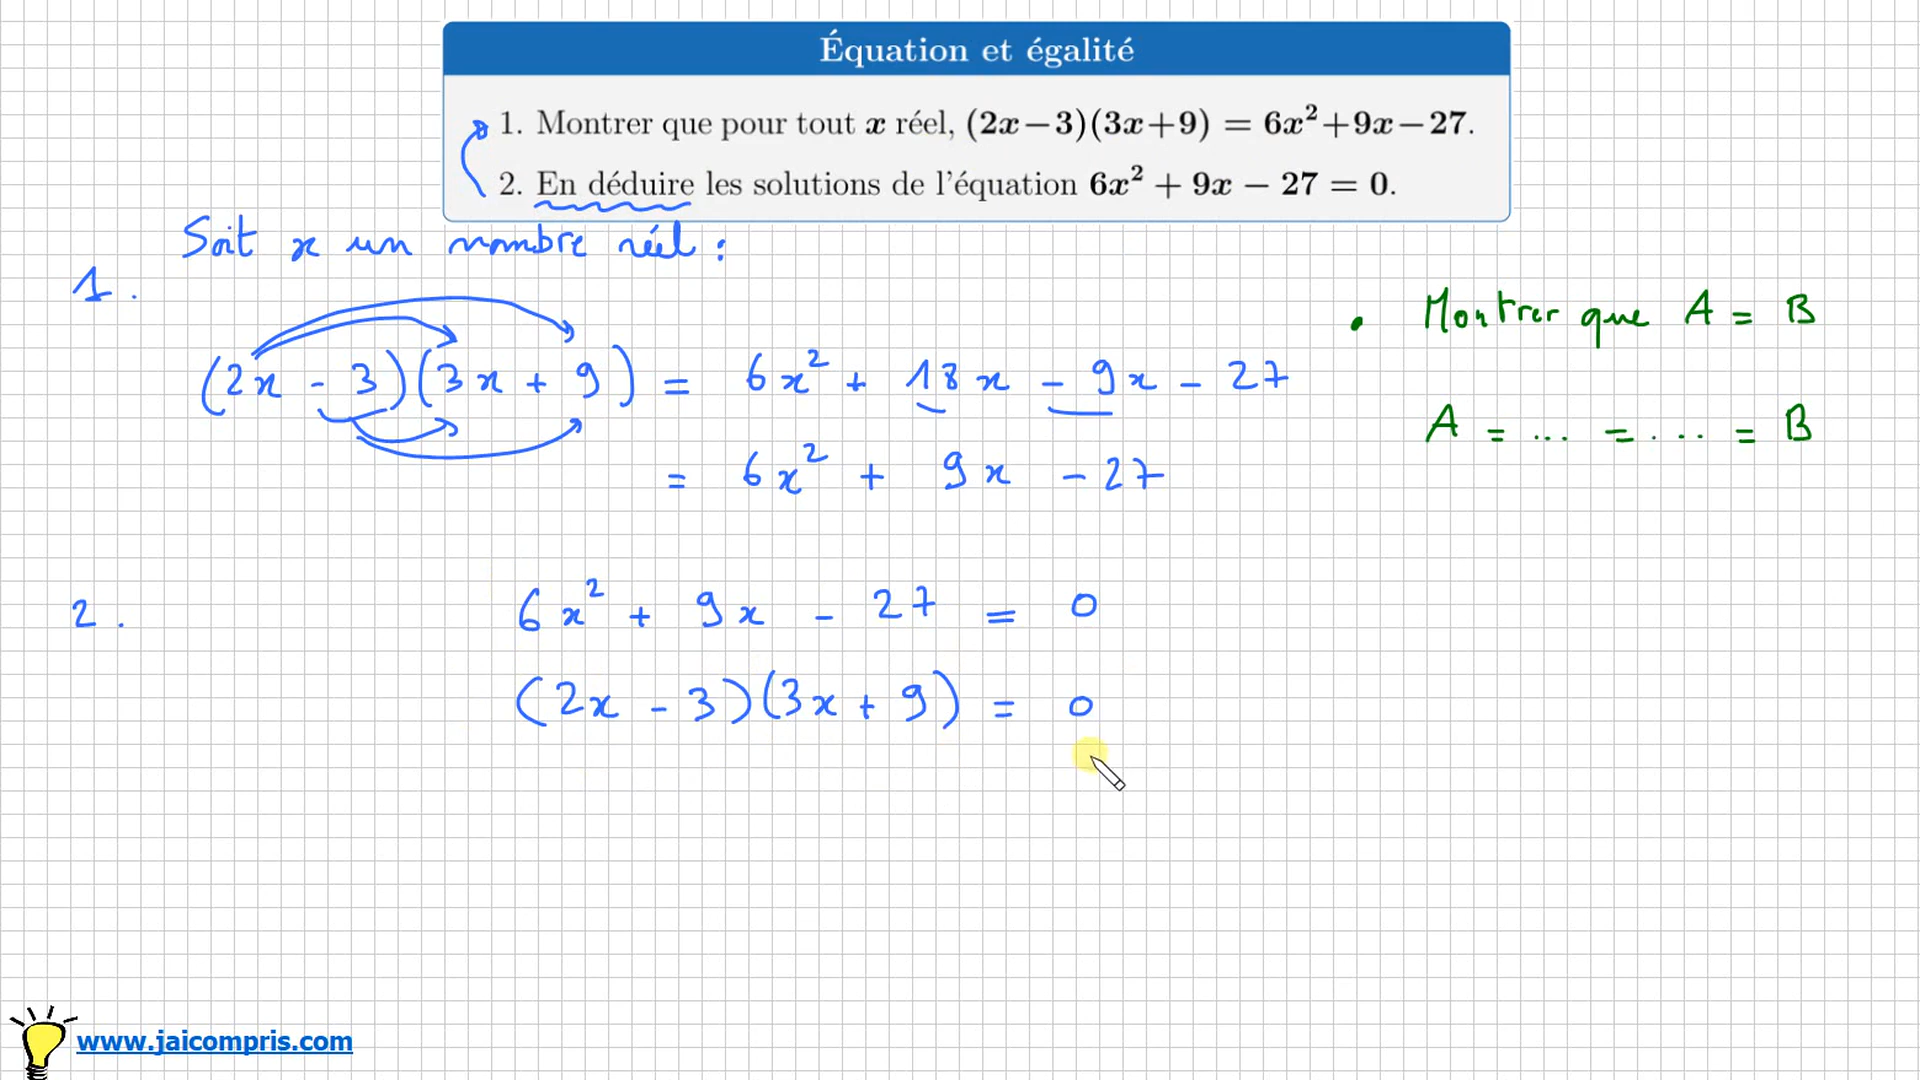 Équation et égalité
1. Montrer que pour tout x réel, (2x−3)(3x+9) = 6x²+9x−27.
2. En déduire les solutions de l'équation 6x² + 9x − 27 = 0.
Soit x un nombre réel :
1.
(2x - 3)(3x + 9) = 6x² + 18x - 9x - 27
= 6x² + 9x - 27
• Montrer que A = B
A = ... = ... = B
2. 6x² + 9x - 27 = 0
(2x - 3)(3x + 9) = 0
www.jaicompris.com